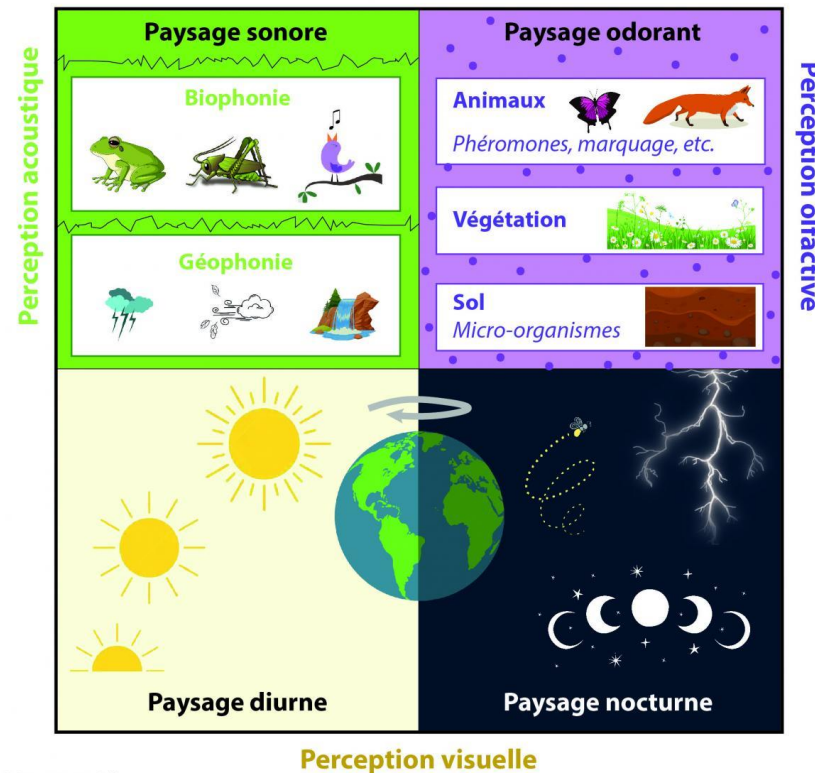 Paysage sonore
Paysage odorant
Perception acoustique
Biophonie
Géophonie
Animaux
Phéromones, marquage, etc.
Végétation
Sol
Micro-organismes
Perception olfactive
Paysage diurne
Paysage nocturne
Perception visuelle